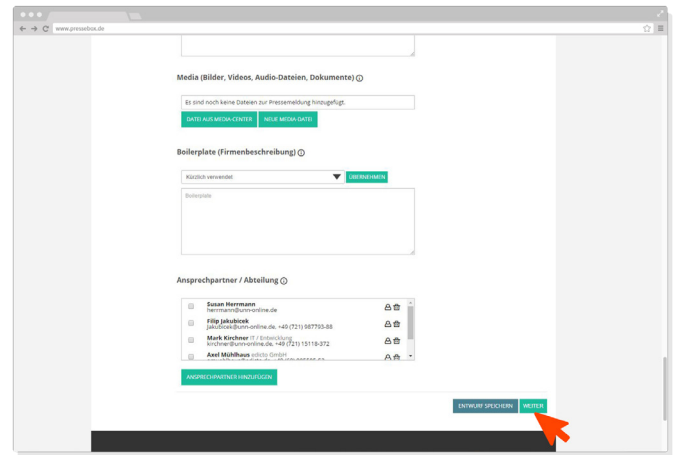 www.pressebox.de
Media (Bilder, Videos, Audio-Dateien, Dokumente)
Es sind noch keine Dateien zur Pressemeldung hinzugefügt.
DATEI AUS MEDIA-CENTER NEUE MEDIA-DATEI
Boilerplate (Firmenbeschreibung)
Kürzlich verwendet ÜBERNEHMEN
Boilerplate
Ansprechpartner / Abteilung
Susan Herrmann
herrmann@unn-online.de
Filip Jakubicek
jakubicek@unn-online.de, +49 (721) 987793-88
Mark Kirchner IT / Entwicklung
kirchner@unn-online.de, +49 (721) 15118-372
Axel Mühlhaus edicto GmbH
ANSPRECHPARTNER HINZUFÜGEN
ENTWURF SPEICHERN WEITER